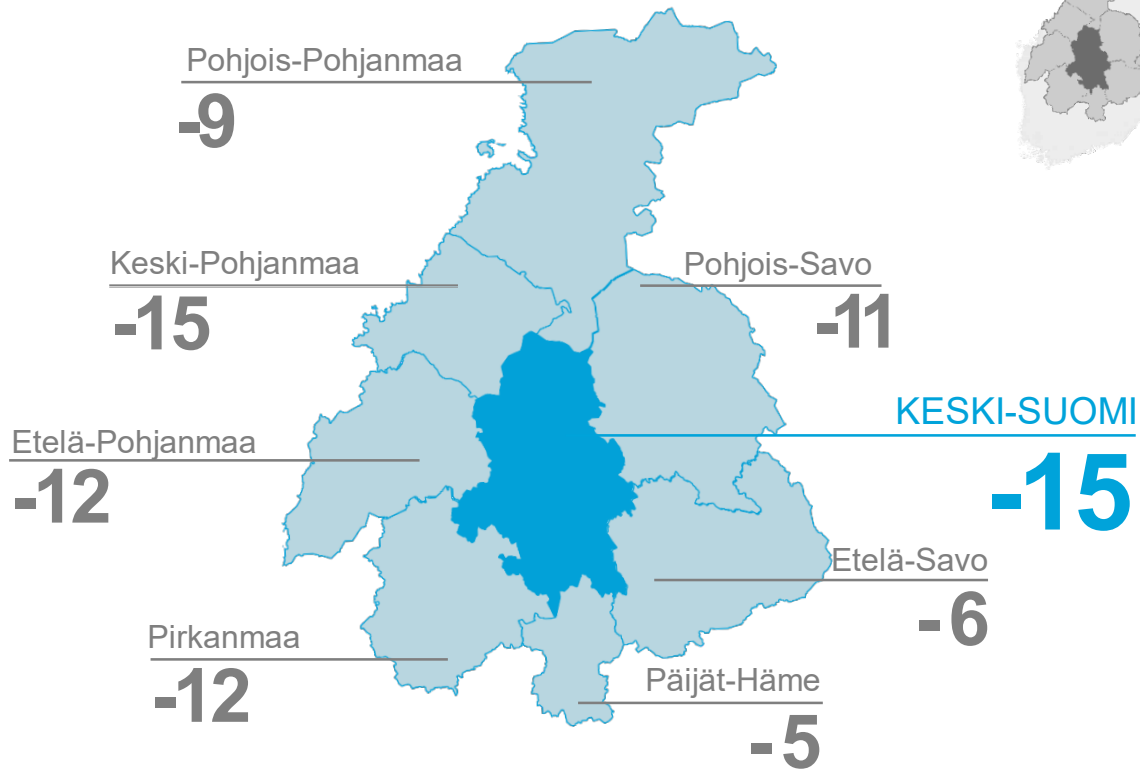 Pohjois-Pohjanmaa
-9
Keski-Pohjanmaa
-15
Pohjois-Savo
-11
KESKI-SUOMI
-15
Etelä-Pohjanmaa
-12
Etelä-Savo
- 6
Pirkanmaa
-12
Päijät-Häme
- 5